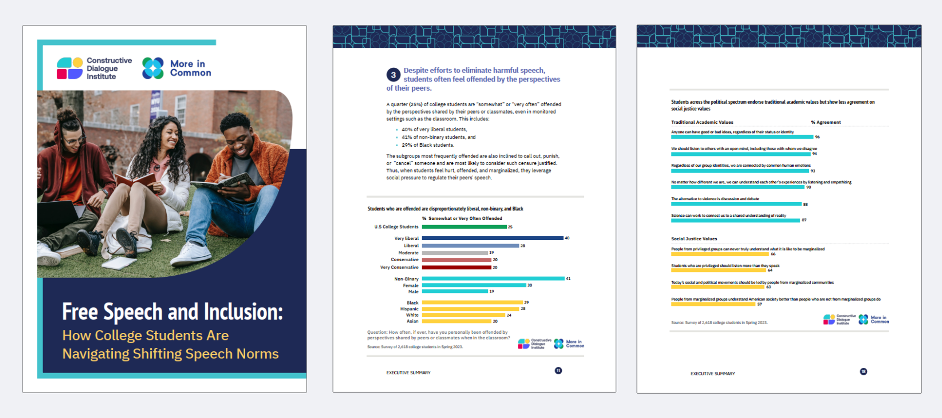 Constructive
Dialogue
Institute
More in
Common
Free Speech and Inclusion:
How College Students Are
Navigating Shifting Speech Norms
3 Despite efforts to eliminate harmful speech,
students often feel offended by the perspectives
of their peers.
A quarter (25%) of college students are "somewhat" or "very often" offended
by the perspectives shared by their peers or classmates, even in monitored
settings such as the classroom. This includes:
• 40% of very liberal students,
• 41% of non-binary students, and
• 29% of Black students.
The subgroups most frequently offended are also inclined to call out, punish,
or "cancel" someone and are most likely to consider such censure justified.
Thus, when students feel hurt, offended, and marginalized, they leverage
social pressure to regulate their peers' speech.
Students who are offended are disproportionately liberal, non-binary, and Black
% Somewhat or Very Often Offended
U.S College Students 25
Very liberal 40
Liberal 28
Moderate 19
Conservative 20
Very Conservative 20
Non-Binary 41
Female 30
Male 19
Black 29
Hispanic 28
White 24
Asian 20
Question: How often, if ever, have you personally been offended by
perspectives shared by peers or classmates when in the classroom?
Source: Survey of 2,618 college students in Spring 2023.
Constructive
Dialogue
Institute
More in
Common
EXECUTIVE SUMMARY
Students across the political spectrum endorse traditional academic values but show less agreement on
social justice values
Traditional Academic Values % Agreement
Anyone can have good or bad ideas, regardless of their status or identity
96
We should listen to others with an open mind, including those with whom we disagree
94
Regardless of our group identities, we are connected by common human emotions
93
No matter how different we are, we can understand each other's experiences by listening and empathizing
90
The alternative to violence is discussion and debate
88
Science can work to connect us to a shared understanding of reality
87
Social Justice Values
People from privileged groups can never truly understand what it is like to be marginalized
66
Students who are privileged should listen more than they speak
64
Today's social and political movements should be led by people from marginalized communities
63
People from marginalized groups understand American society better than people who are not from marginalized groups do
57
Source: Survey of 2,618 college students in Spring 2023.
Constructive
Dialogue
Institute
More in
Common
EXECUTIVE SUMMARY